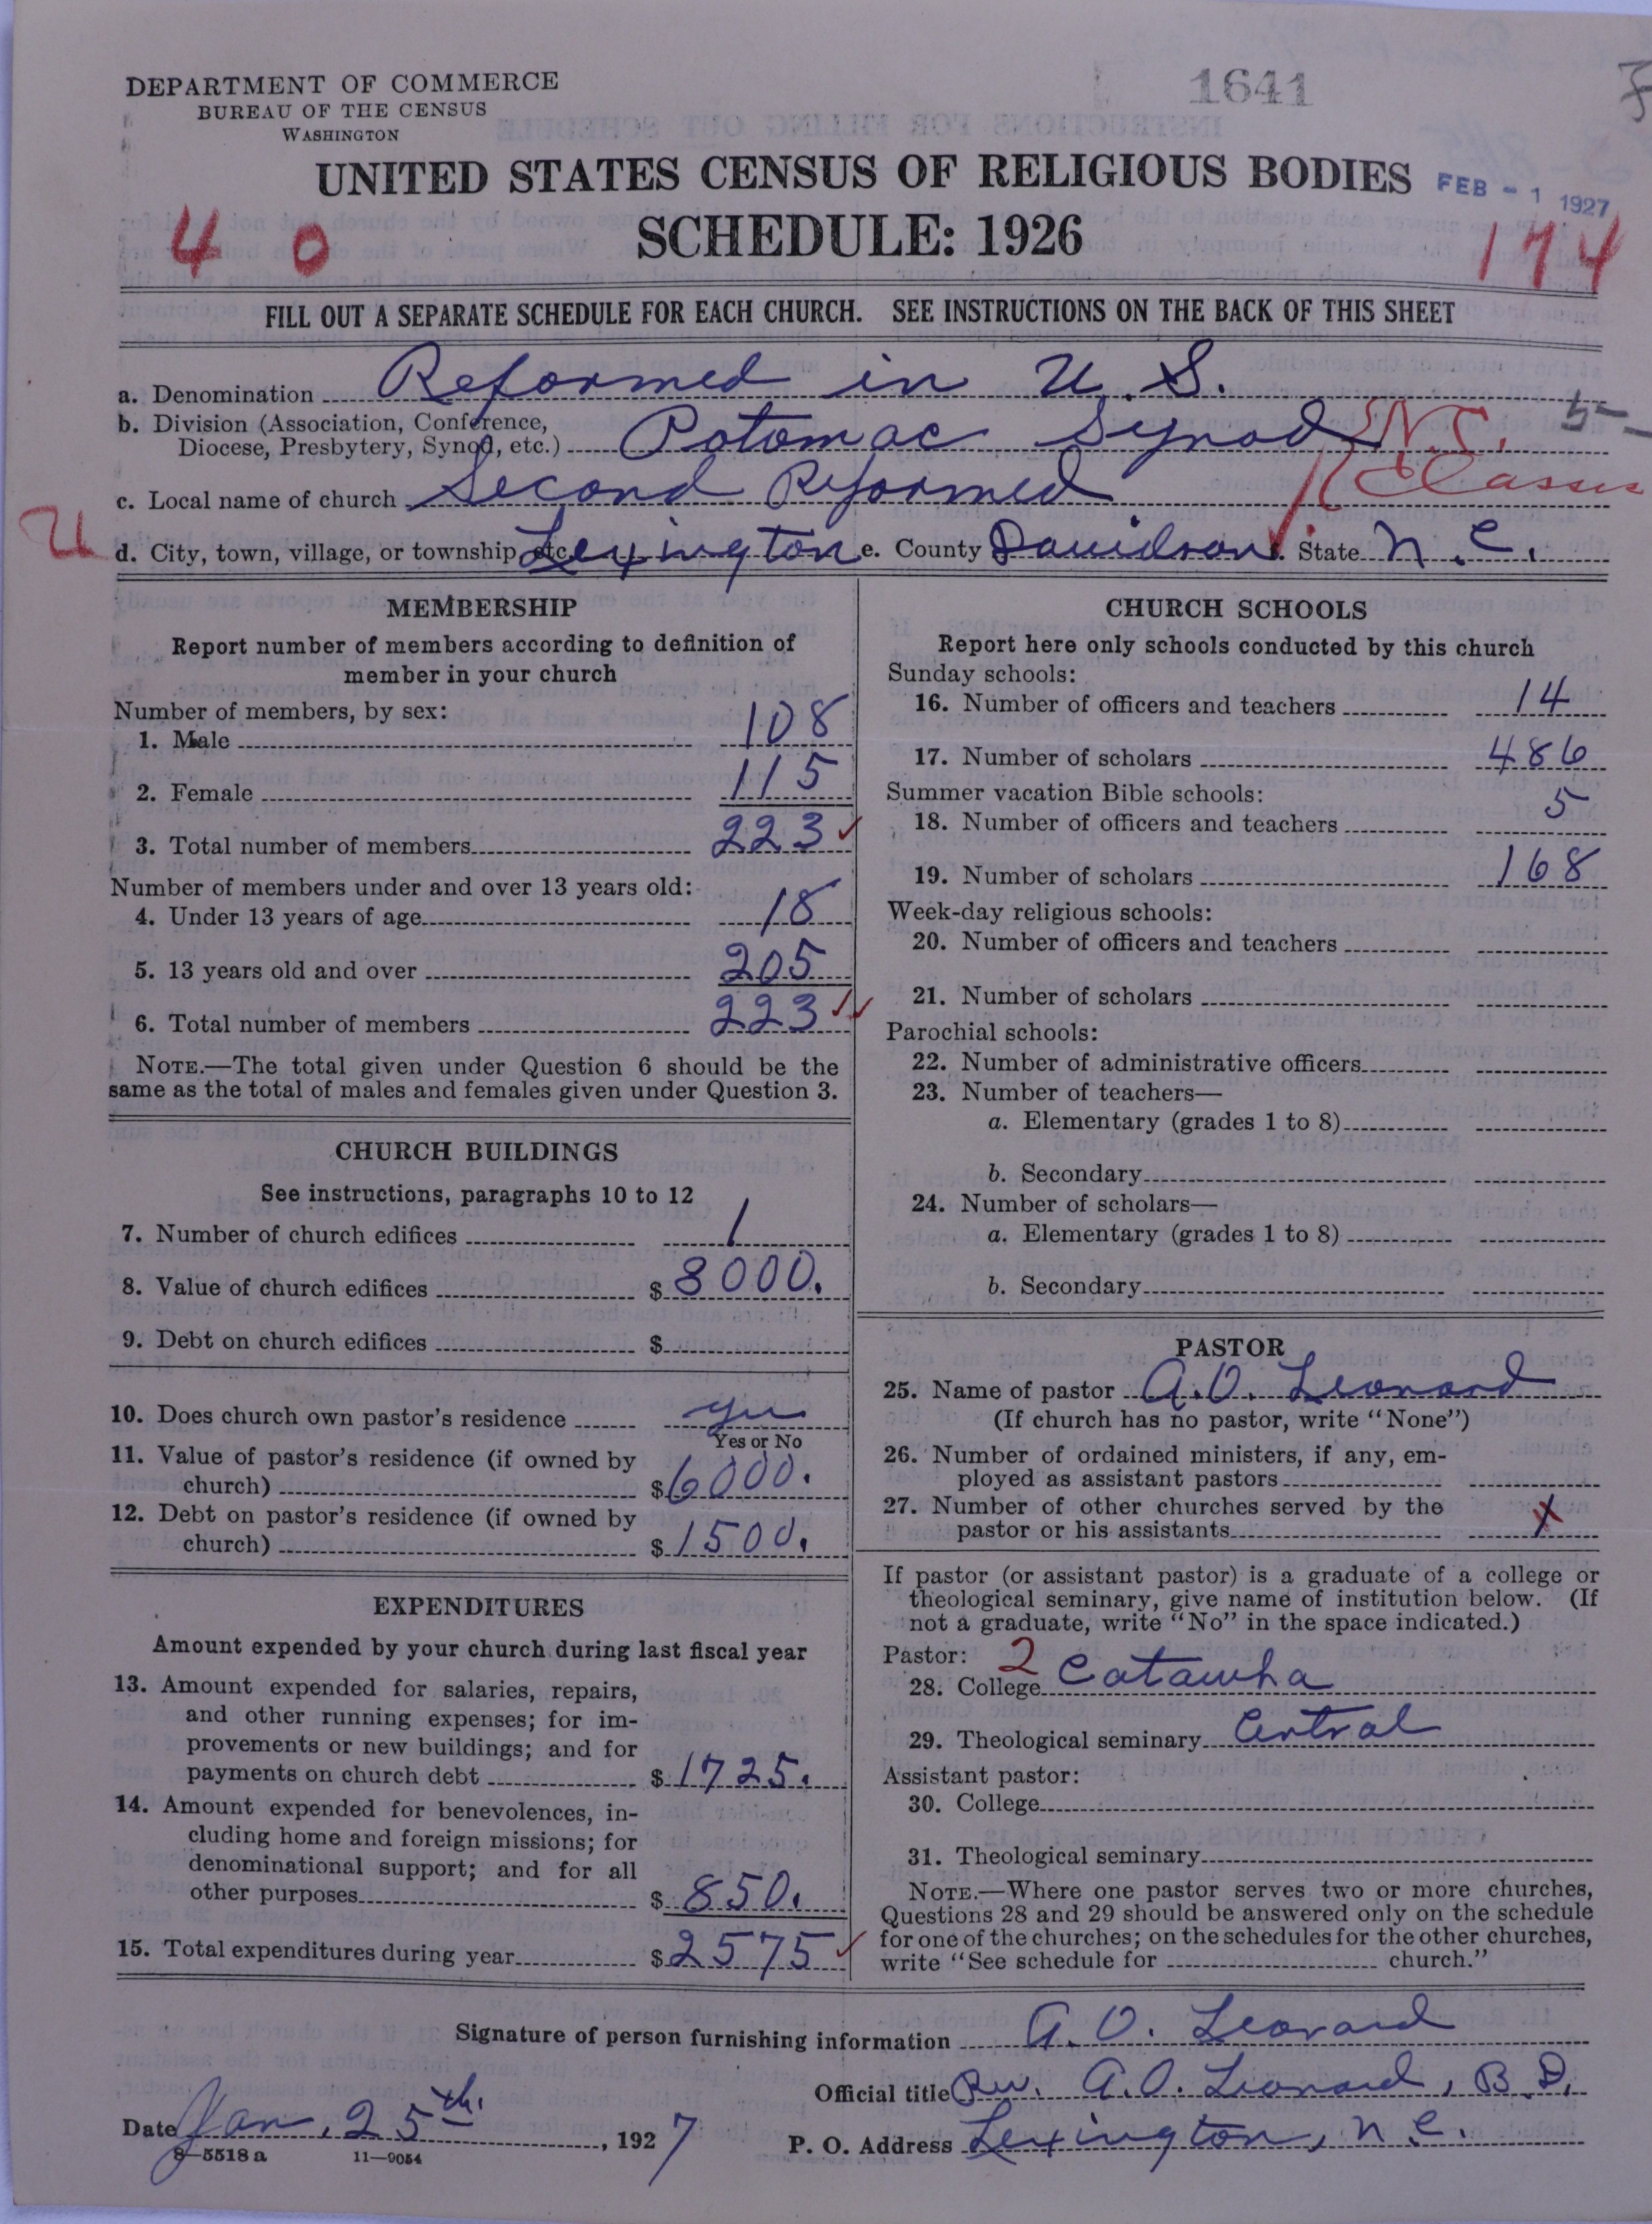 DEPARTMENT OF COMMERCE
BUREAU OF THE CENSUS
WASHINGTON
1641
UNITED STATES CENSUS OF RELIGIOUS BODIES
FEB - 1 1927
SCHEDULE: 1926
4 0
174
FILL OUT A SEPARATE SCHEDULE FOR EACH CHURCH. SEE INSTRUCTIONS ON THE BACK OF THIS SHEET
a. Denomination Reformed in U.S.
b. Division (Association, Conference,
Diocese, Presbytery, Synod, etc.) Potomac Synod N.C.
Classis
c. Local name of church Second Reformed
U d. City, town, village, or township, etc. Lexington e. County Davidson f. State N.C.
MEMBERSHIP
Report number of members according to definition of
member in your church
Number of members, by sex:
1. Male 108
2. Female 115
3. Total number of members 223
Number of members under and over 13 years old:
4. Under 13 years of age 18
5. 13 years old and over 205
6. Total number of members 223
NOTE.—The total given under Question 6 should be the
same as the total of males and females given under Question 3.
CHURCH BUILDINGS
See instructions, paragraphs 10 to 12
7. Number of church edifices 1
8. Value of church edifices $ 8000.
9. Debt on church edifices $
10. Does church own pastor's residence yes
Yes or No
11. Value of pastor's residence (if owned by
church) $ 6000.
12. Debt on pastor's residence (if owned by
church) $ 1500.
EXPENDITURES
Amount expended by your church during last fiscal year
13. Amount expended for salaries, repairs,
and other running expenses; for im-
provements or new buildings; and for
payments on church debt $ 1725.
14. Amount expended for benevolences, in-
cluding home and foreign missions; for
denominational support; and for all
other purposes $ 850.
15. Total expenditures during year $ 2575
CHURCH SCHOOLS
Report here only schools conducted by this church
Sunday schools:
16. Number of officers and teachers 14
17. Number of scholars 486
Summer vacation Bible schools:
18. Number of officers and teachers 5
19. Number of scholars 168
Week-day religious schools:
20. Number of officers and teachers
21. Number of scholars
Parochial schools:
22. Number of administrative officers
23. Number of teachers—
a. Elementary (grades 1 to 8)
b. Secondary
24. Number of scholars—
a. Elementary (grades 1 to 8)
b. Secondary
PASTOR
25. Name of pastor A.O. Leonard
(If church has no pastor, write "None")
26. Number of ordained ministers, if any, em-
ployed as assistant pastors
27. Number of other churches served by the
pastor or his assistants x
If pastor (or assistant pastor) is a graduate of a college or
theological seminary, give name of institution below. (If
not a graduate, write "No" in the space indicated.)
Pastor: 2
28. College Catawba
29. Theological seminary Central
Assistant pastor:
30. College
31. Theological seminary
NOTE.—Where one pastor serves two or more churches,
Questions 28 and 29 should be answered only on the schedule
for one of the churches; on the schedules for the other churches,
write "See schedule for church."
Signature of person furnishing information A. O. Leonard
Official title Rev. A.O. Leonard, B.D.
Date Jan. 25th. , 1927
P. O. Address Lexington, N.C.
8—5518 a 11—9054